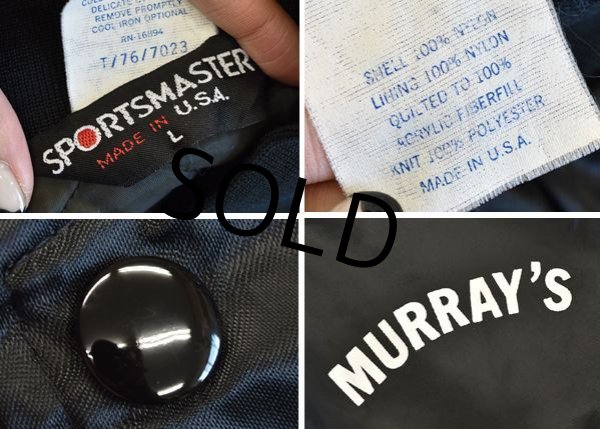 DELICATE C
REMOVE PROMPTLY
COOL IRON OPTIONAL
RN-16894
T/76/7023
SPORTSMASTER
MADE IN U.S.A.
L
SHELL 100% NYLON
LINING 100% NYLON
QUILTED TO 100%
ACRYLIC FIBERFILL
KNIT 100% POLYESTER
MADE IN U.S.A.
SOLD
MURRAY'S